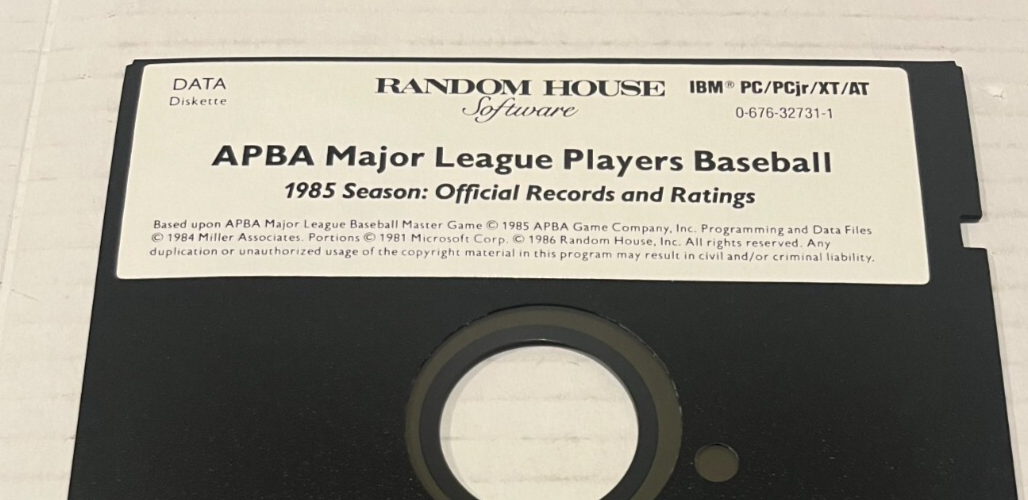 DATA
Diskette
RANDOM HOUSE
Software
IBM® PC/PCjr/XT/AT
0-676-32731-1
APBA Major League Players Baseball
1985 Season: Official Records and Ratings
Based upon APBA Major League Baseball Master Game © 1985 APBA Game Company, Inc. Programming and Data Files
© 1984 Miller Associates. Portions © 1981 Microsoft Corp. © 1986 Random House, Inc. All rights reserved. Any
duplication or unauthorized usage of the copyright material in this program may result in civil and/or criminal liability.